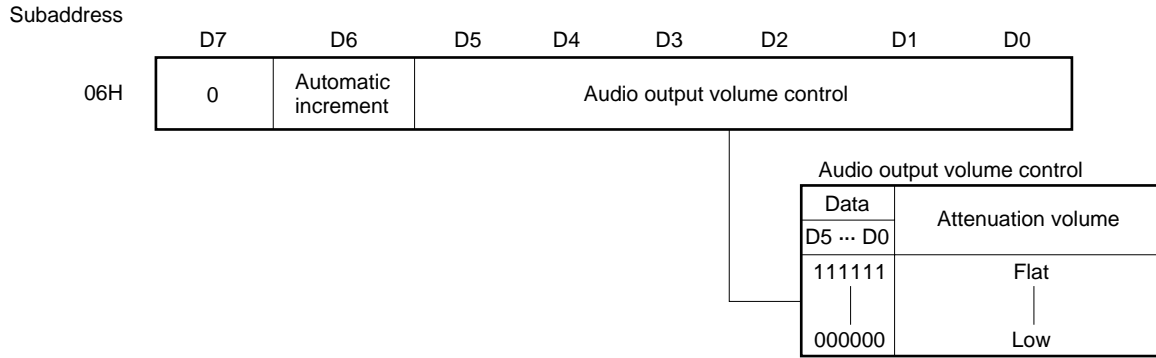 Subaddress
D7 D6 D5 D4 D3 D2 D1 D0
06H 0 Automatic increment Audio output volume control
Audio output volume control
Data Attenuation volume
D5 ··· D0
111111 Flat
000000 Low